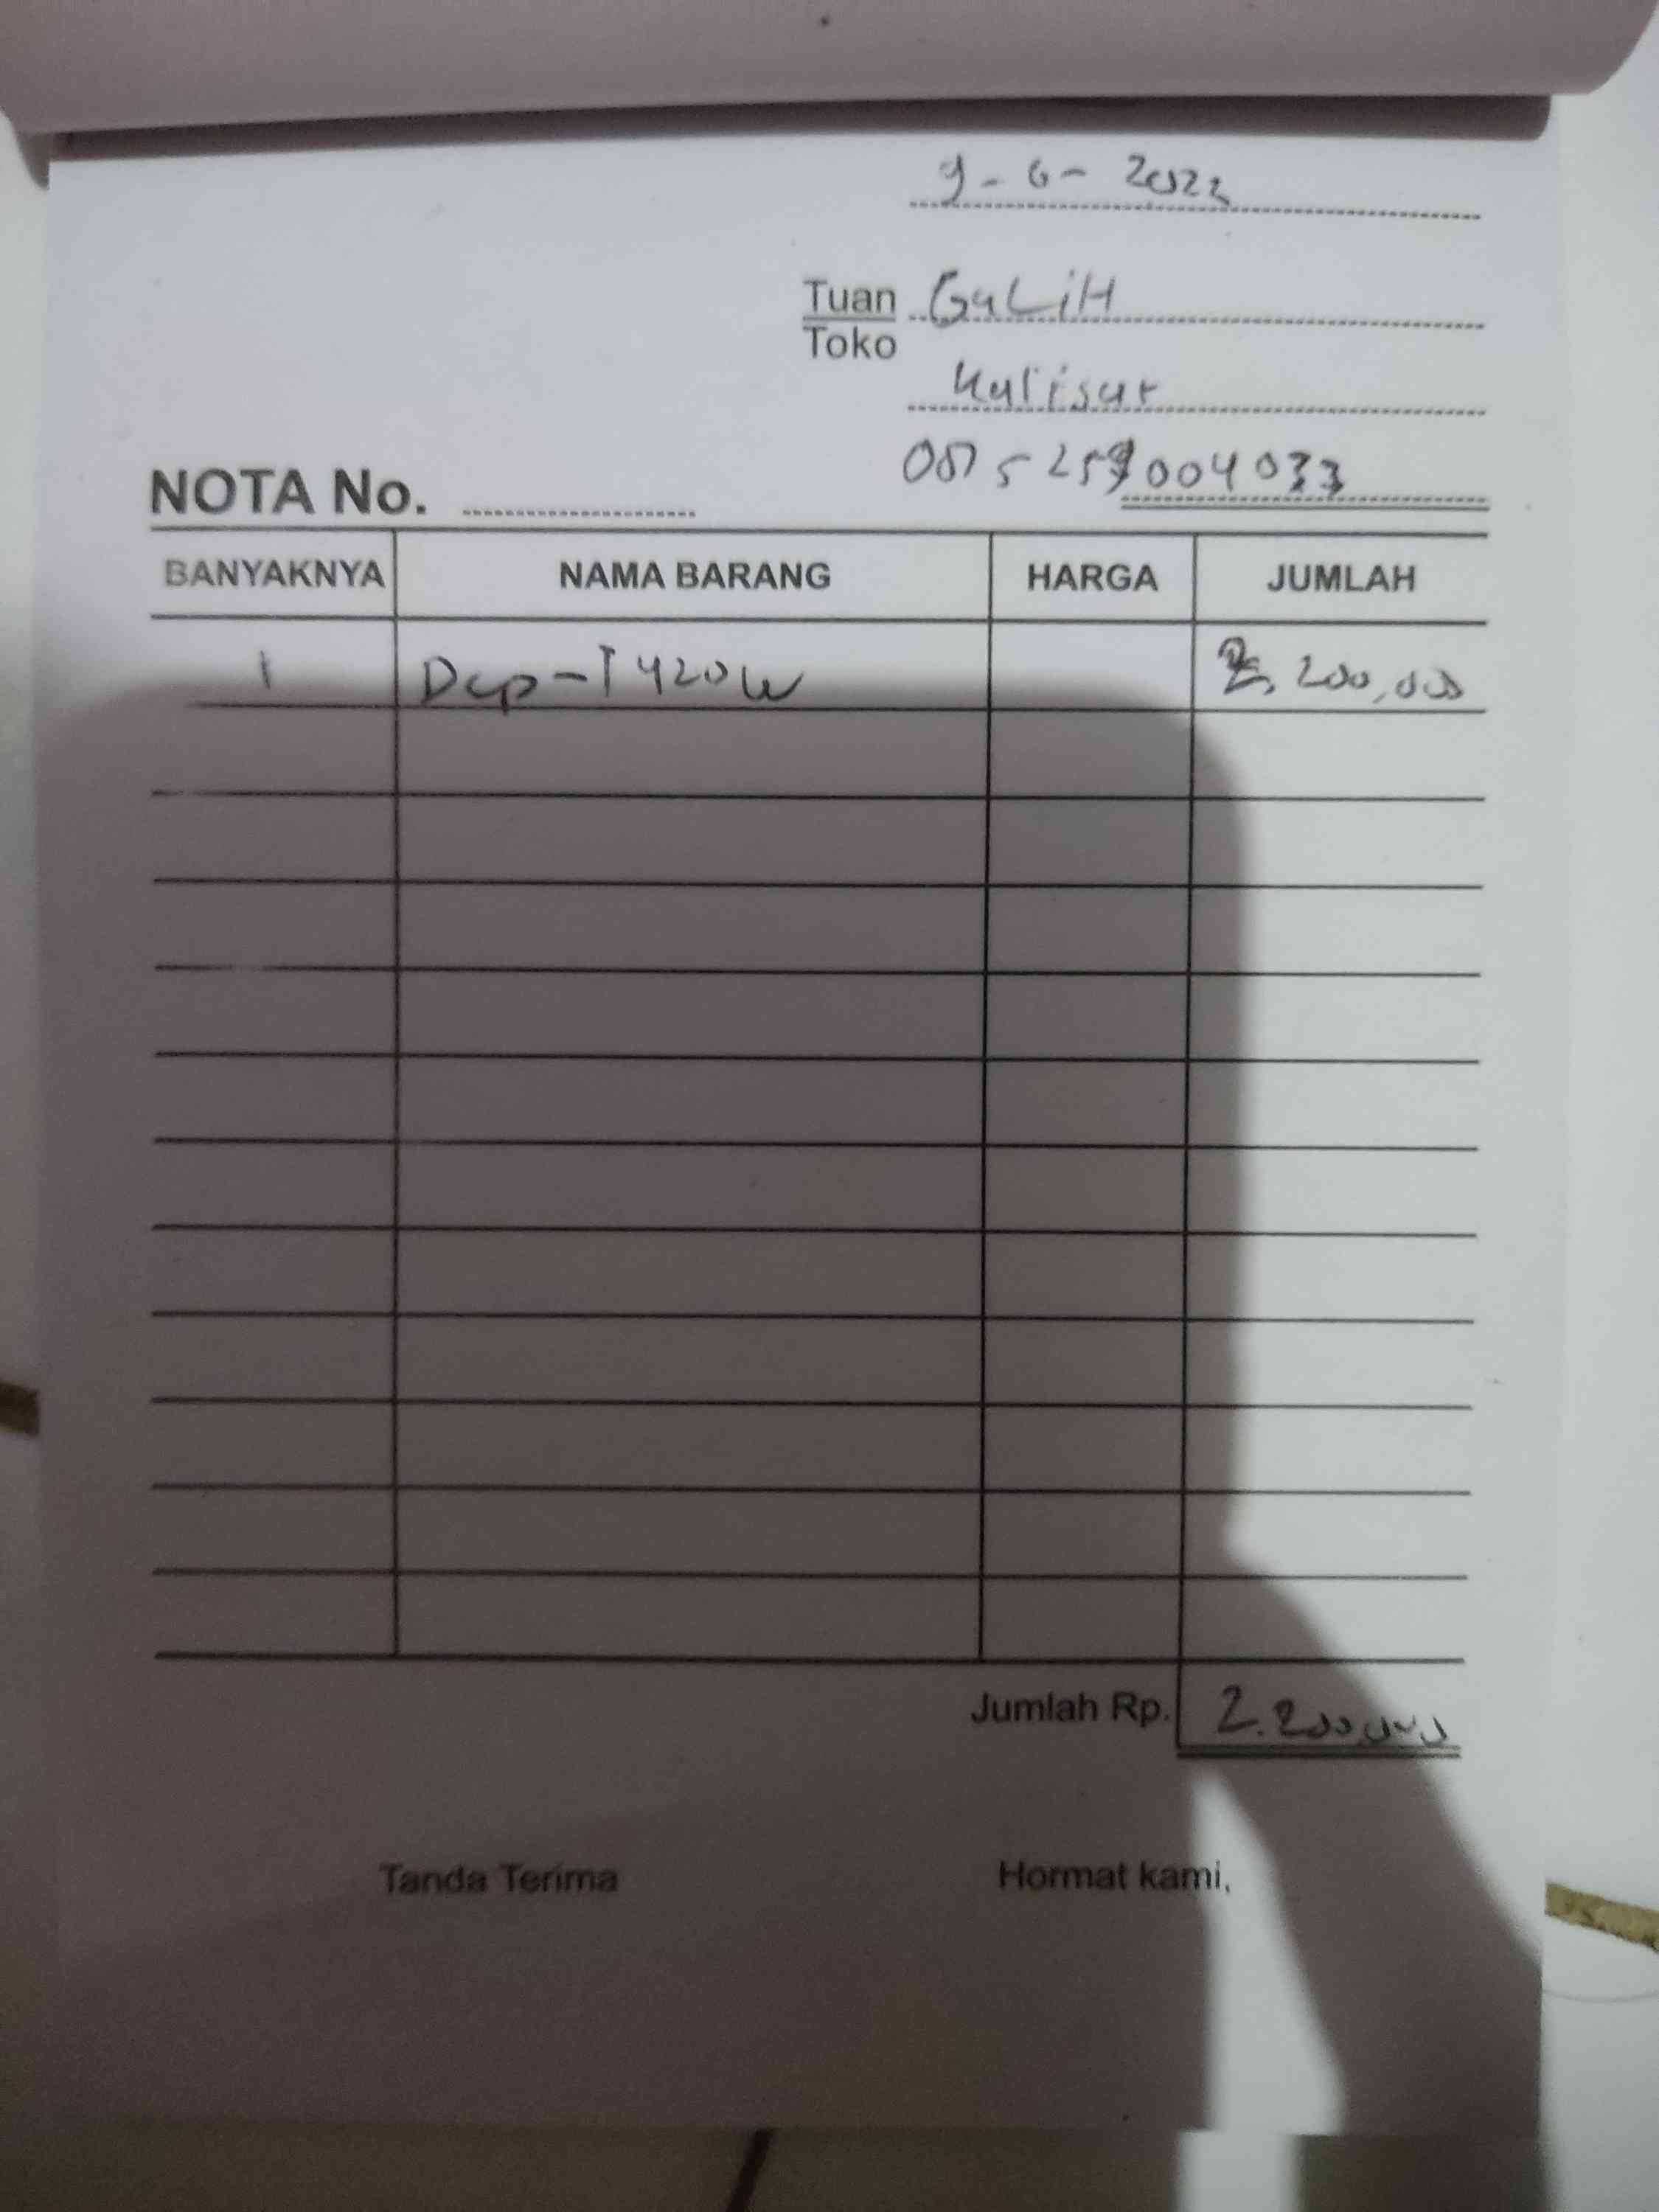 9-6-2022
Tuan GaLiH
Toko
Kalisat
NOTA No.
BANYAKNYA NAMA BARANG HARGA JUMLAH
1 Dcp-T420W 2.200,000
Jumlah Rp. 2.200,000
Tanda Terima Hormat kami,